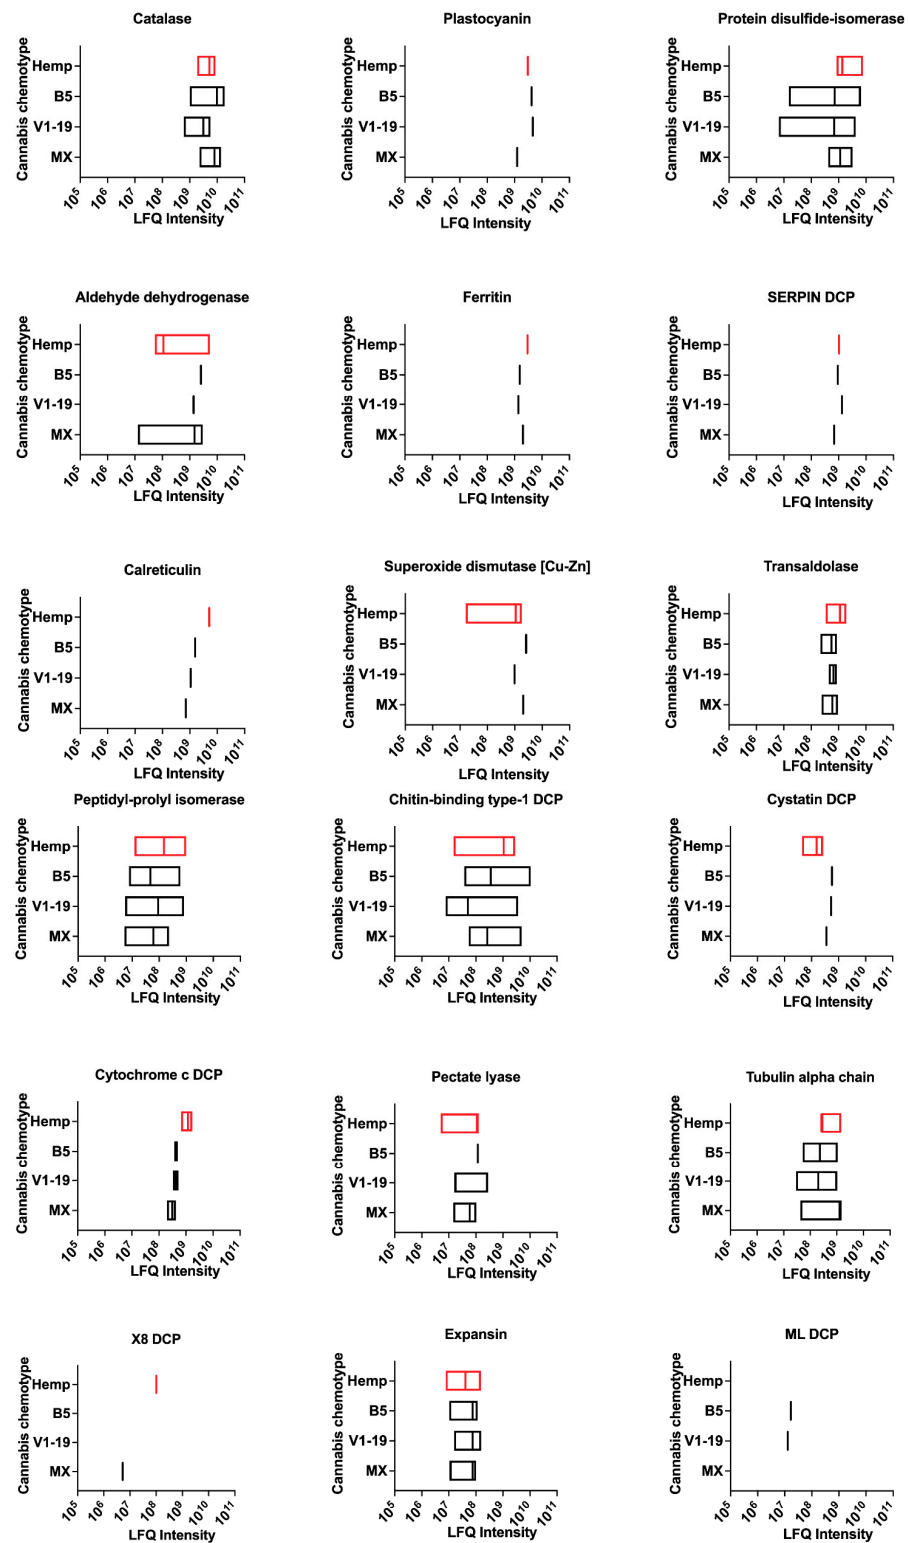 Catalase
Cannabis chemotype
Hemp
B5
V1-19
MX
10^5 10^6 10^7 10^8 10^9 10^10 10^11
LFQ Intensity
Plastocyanin
Cannabis chemotype
Hemp
B5
V1-19
MX
10^5 10^6 10^7 10^8 10^9 10^10 10^11
LFQ Intensity
Protein disulfide-isomerase
Cannabis chemotype
Hemp
B5
V1-19
MX
10^5 10^6 10^7 10^8 10^9 10^10 10^11
LFQ Intensity
Aldehyde dehydrogenase
Cannabis chemotype
Hemp
B5
V1-19
MX
10^5 10^6 10^7 10^8 10^9 10^10 10^11
LFQ Intensity
Ferritin
Cannabis chemotype
Hemp
B5
V1-19
MX
10^5 10^6 10^7 10^8 10^9 10^10 10^11
LFQ Intensity
SERPIN DCP
Cannabis chemotype
Hemp
B5
V1-19
MX
10^5 10^6 10^7 10^8 10^9 10^10 10^11
LFQ Intensity
Calreticulin
Cannabis chemotype
Hemp
B5
V1-19
MX
10^5 10^6 10^7 10^8 10^9 10^10 10^11
LFQ Intensity
Superoxide dismutase [Cu-Zn]
Cannabis chemotype
Hemp
B5
V1-19
MX
10^5 10^6 10^7 10^8 10^9 10^10 10^11
LFQ Intensity
Transaldolase
Cannabis chemotype
Hemp
B5
V1-19
MX
10^5 10^6 10^7 10^8 10^9 10^10 10^11
LFQ Intensity
Peptidyl-prolyl isomerase
Cannabis chemotype
Hemp
B5
V1-19
MX
10^5 10^6 10^7 10^8 10^9 10^10 10^11
LFQ Intensity
Chitin-binding type-1 DCP
Cannabis chemotype
Hemp
B5
V1-19
MX
10^5 10^6 10^7 10^8 10^9 10^10 10^11
LFQ Intensity
Cystatin DCP
Cannabis chemotype
Hemp
B5
V1-19
MX
10^5 10^6 10^7 10^8 10^9 10^10 10^11
LFQ Intensity
Cytochrome c DCP
Cannabis chemotype
Hemp
B5
V1-19
MX
10^5 10^6 10^7 10^8 10^9 10^10 10^11
LFQ Intensity
Pectate lyase
Cannabis chemotype
Hemp
B5
V1-19
MX
10^5 10^6 10^7 10^8 10^9 10^10 10^11
LFQ Intensity
Tubulin alpha chain
Cannabis chemotype
Hemp
B5
V1-19
MX
10^5 10^6 10^7 10^8 10^9 10^10 10^11
LFQ Intensity
X8 DCP
Cannabis chemotype
Hemp
B5
V1-19
MX
10^5 10^6 10^7 10^8 10^9 10^10 10^11
LFQ Intensity
Expansin
Cannabis chemotype
Hemp
B5
V1-19
MX
10^5 10^6 10^7 10^8 10^9 10^10 10^11
LFQ Intensity
ML DCP
Cannabis chemotype
Hemp
B5
V1-19
MX
10^5 10^6 10^7 10^8 10^9 10^10 10^11
LFQ Intensity